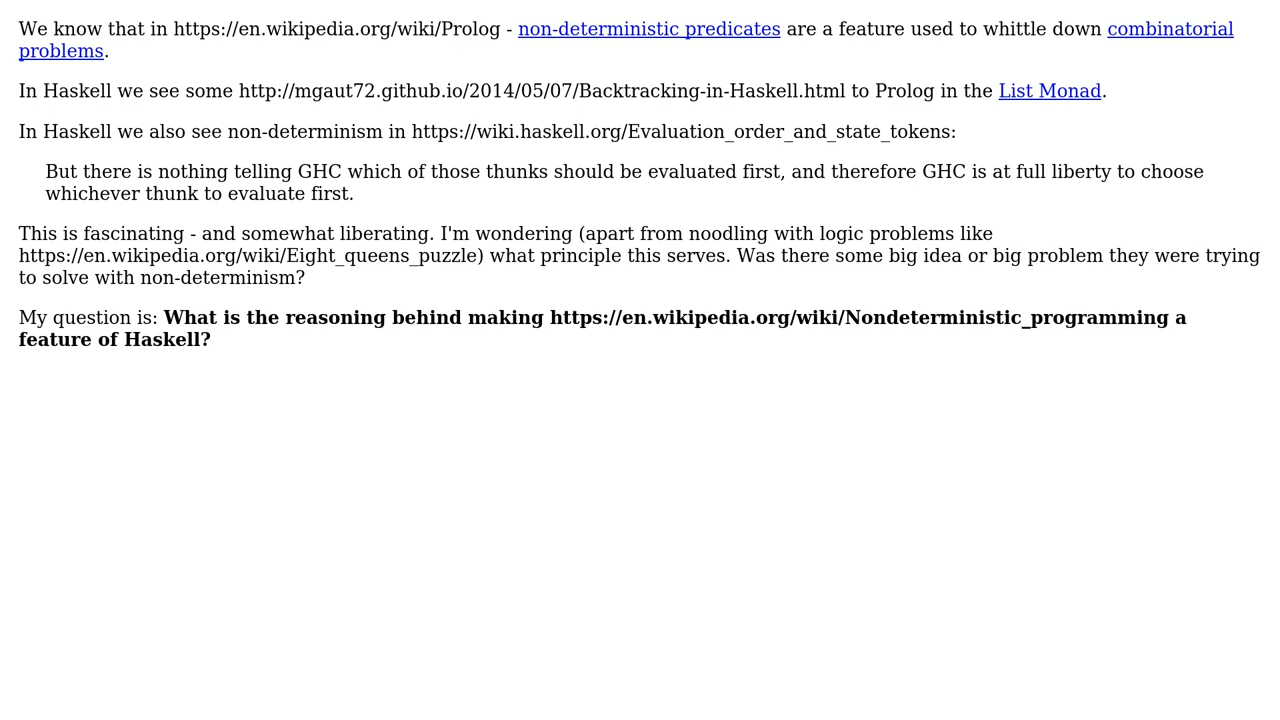 We know that in https://en.wikipedia.org/wiki/Prolog - non-deterministic predicates are a feature used to whittle down combinatorial
problems.
In Haskell we see some http://mgaut72.github.io/2014/05/07/Backtracking-in-Haskell.html to Prolog in the List Monad.
In Haskell we also see non-determinism in https://wiki.haskell.org/Evaluation_order_and_state_tokens:
But there is nothing telling GHC which of those thunks should be evaluated first, and therefore GHC is at full liberty to choose
whichever thunk to evaluate first.
This is fascinating - and somewhat liberating. I'm wondering (apart from noodling with logic problems like
https://en.wikipedia.org/wiki/Eight_queens_puzzle) what principle this serves. Was there some big idea or big problem they were trying
to solve with non-determinism?
My question is: What is the reasoning behind making https://en.wikipedia.org/wiki/Nondeterministic_programming a
feature of Haskell?